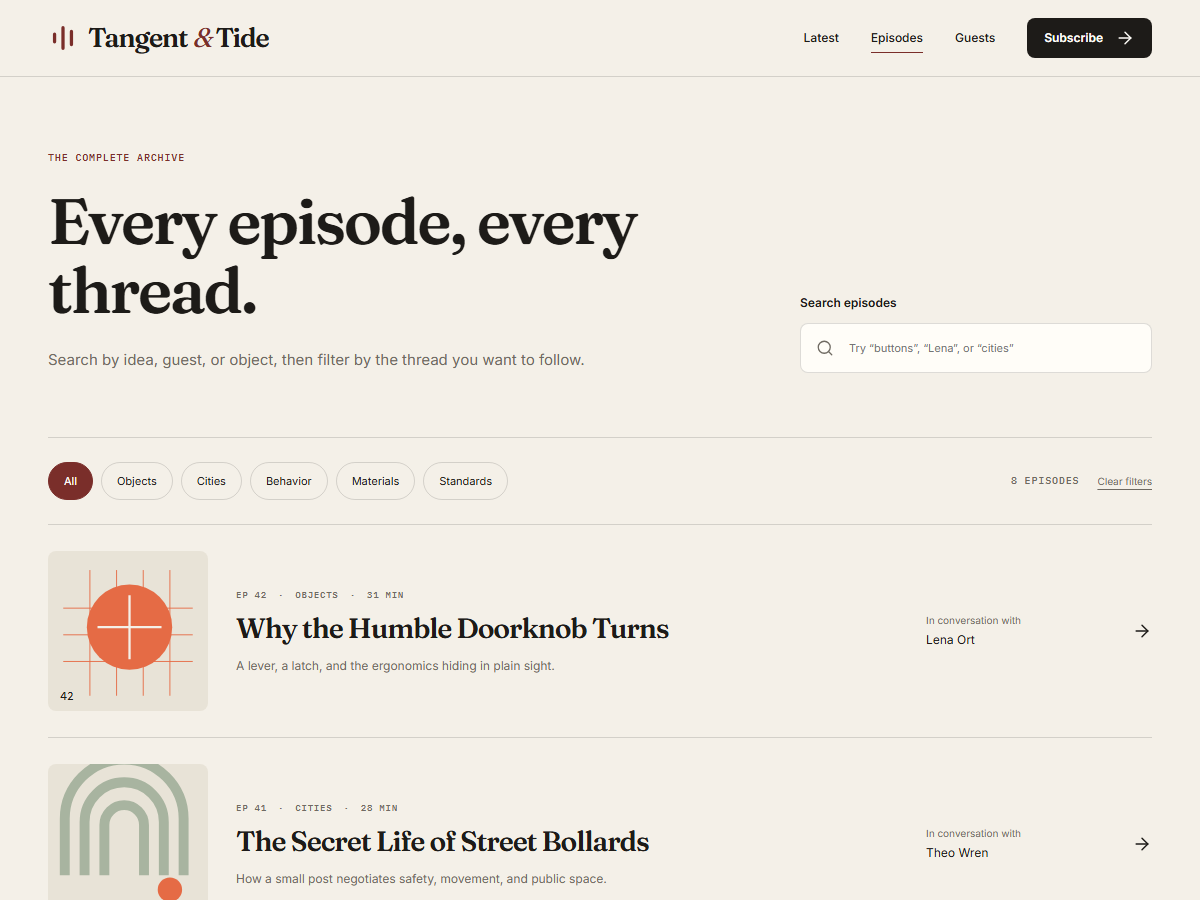 Tangent & Tide
Latest
Episodes
Guests
Subscribe
THE COMPLETE ARCHIVE
Every episode, every
thread.
Search by idea, guest, or object, then filter by the thread you want to follow.
Search episodes
Try “buttons”, “Lena”, or “cities”
All
Objects
Cities
Behavior
Materials
Standards
8 EPISODES
Clear filters
42
EP 42 · OBJECTS · 31 MIN
Why the Humble Doorknob Turns
A lever, a latch, and the ergonomics hiding in plain sight.
In conversation with
Lena Ort
EP 41 · CITIES · 28 MIN
The Secret Life of Street Bollards
How a small post negotiates safety, movement, and public space.
In conversation with
Theo Wren